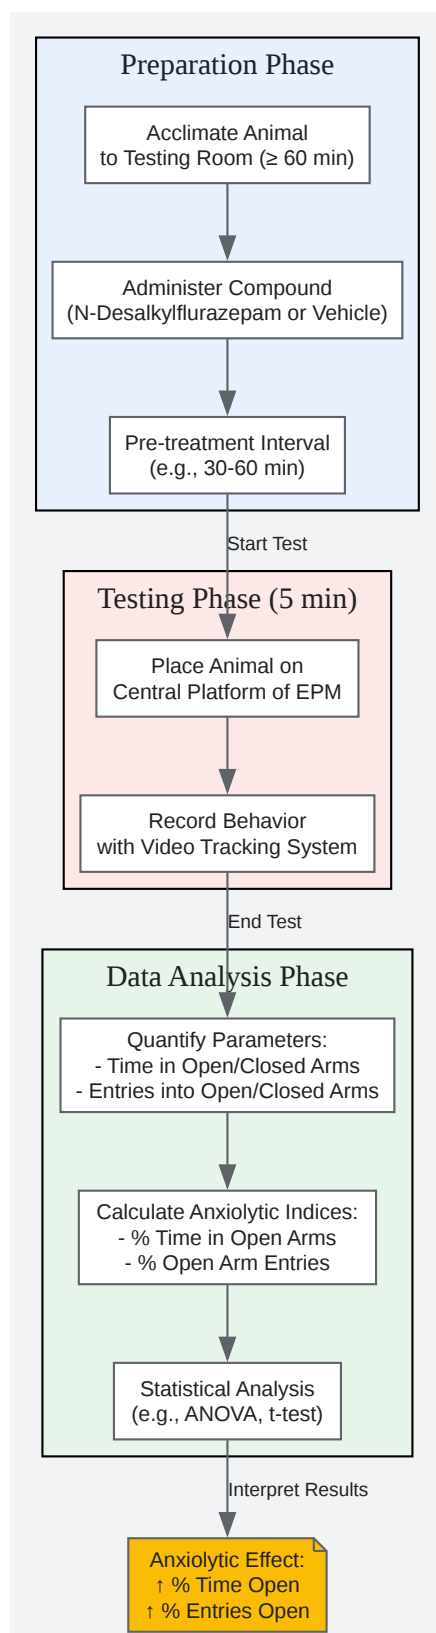 Preparation Phase
Acclimate Animal
to Testing Room (≥ 60 min)
Administer Compound
(N-Desalkylflurazepam or Vehicle)
Pre-treatment Interval
(e.g., 30-60 min)
Start Test
Testing Phase (5 min)
Place Animal on
Central Platform of EPM
Record Behavior
with Video Tracking System
End Test
Data Analysis Phase
Quantify Parameters:
- Time in Open/Closed Arms
- Entries into Open/Closed Arms
Calculate Anxiolytic Indices:
- % Time in Open Arms
- % Open Arm Entries
Statistical Analysis
(e.g., ANOVA, t-test)
Interpret Results
Anxiolytic Effect:
↑ % Time Open
↑ % Entries Open